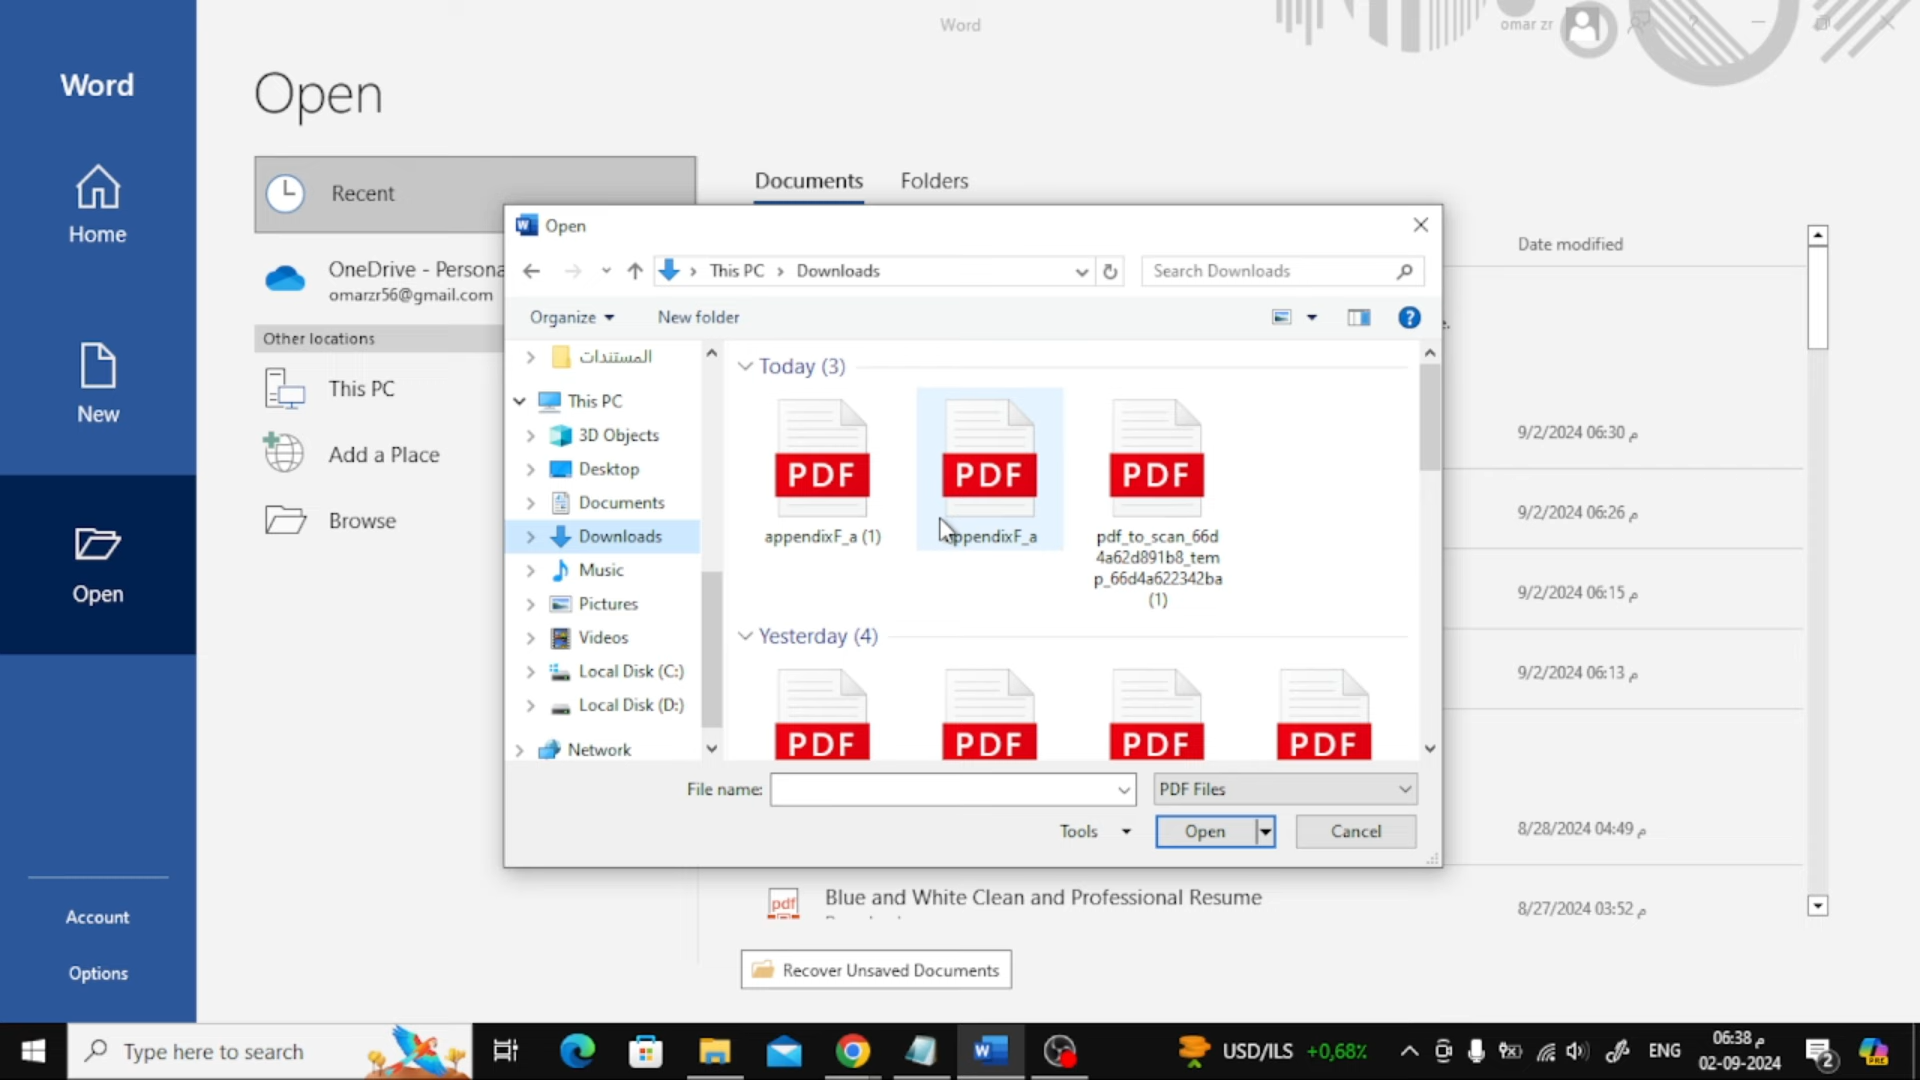 Word
omar zr
?
Word
Home
New
Open
Account
Options
Open
Recent
OneDrive - Persona
omarzr56@gmail.com
Other locations
This PC
Add a Place
Browse
Documents
Folders
Date modified
9/2/2024 06:30 م
9/2/2024 06:26 م
9/2/2024 06:15 م
9/2/2024 06:13 م
8/28/2024 04:49 م
pdf
Blue and White Clean and Professional Resume
8/27/2024 03:52 م
Recover Unsaved Documents
Open
This PC
Downloads
Search Downloads
Organize
New folder
?
المستندات
This PC
3D Objects
Desktop
Documents
Downloads
Music
Pictures
Videos
Local Disk (C:)
Local Disk (D:)
Network
Today (3)
PDF
PDF
PDF
appendixF_a (1)
ppendixF_a
pdf_to_scan_66d
4a62d891b8_tem
p_66d4a622342ba
(1)
Yesterday (4)
PDF
PDF
PDF
PDF
File name:
PDF Files
Tools
Open
Cancel
Type here to search
USD/ILS +0,68%
ENG
06:38 م
02-09-2024
2